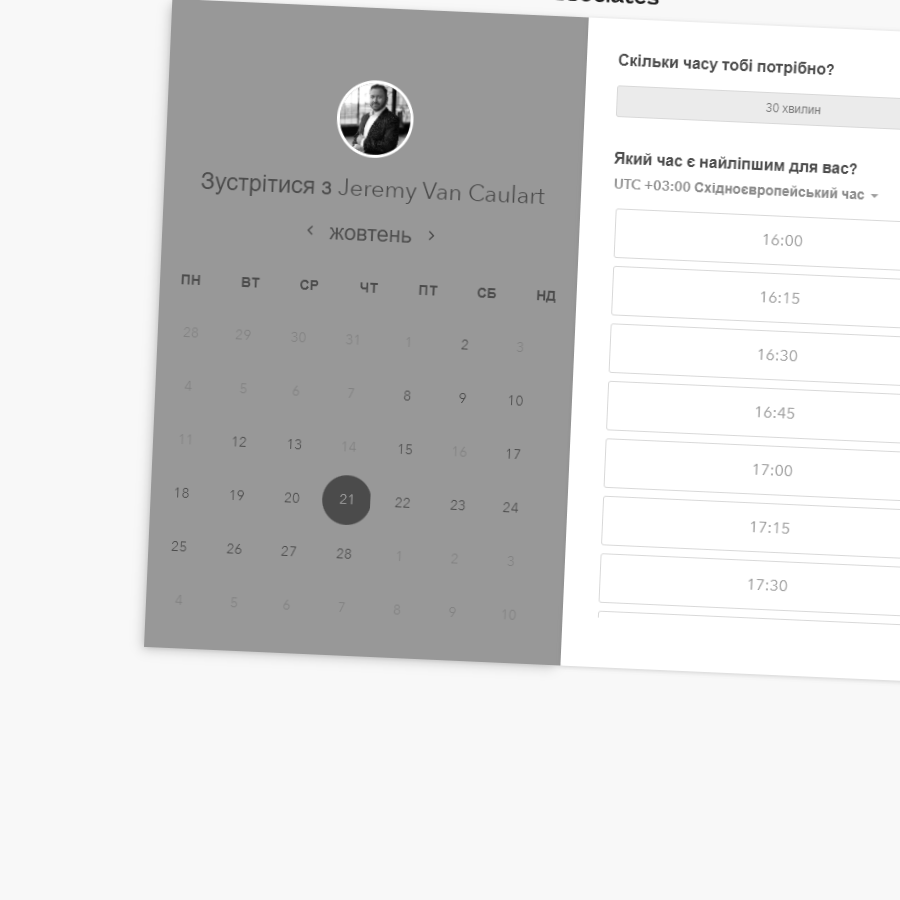 Зустрітися з Jeremy Van Caulart
жовтень
ПН ВТ СР ЧТ ПТ СБ НД
28 29 30 31 1 2 3
4 5 6 7 8 9 10
11 12 13 14 15 16 17
18 19 20 21 22 23 24
25 26 27 28 1 2 3
4 5 6 7 8 9 10
Скільки часу тобі потрібно?
30 хвилин
Який час є найліпшим для вас?
UTC +03:00 Східноєвропейський час
16:00
16:15
16:30
16:45
17:00
17:15
17:30